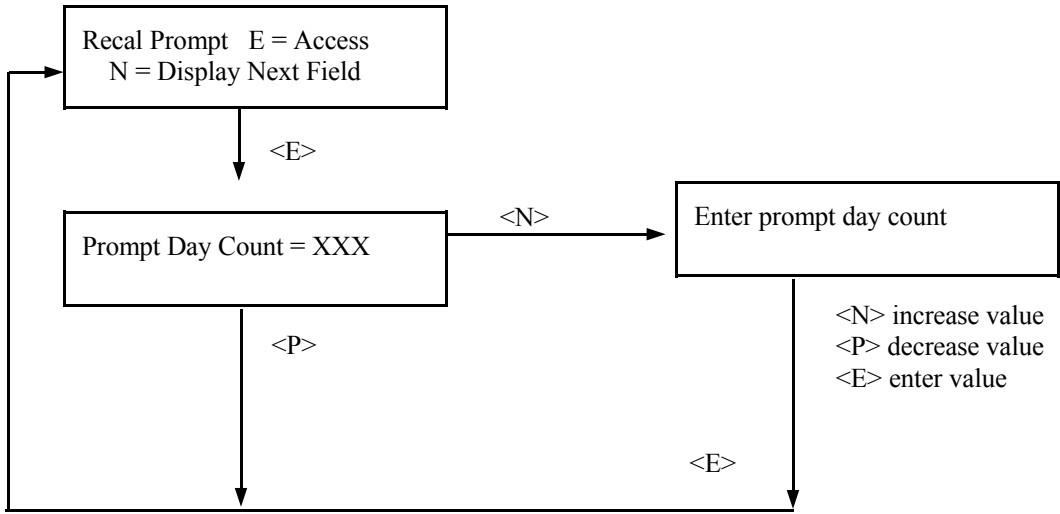 Recal Prompt E = Access
N = Display Next Field
<E>
Prompt Day Count = XXX
<N>
Enter prompt day count
<P>
<N> increase value
<P> decrease value
<E> enter value
<E>